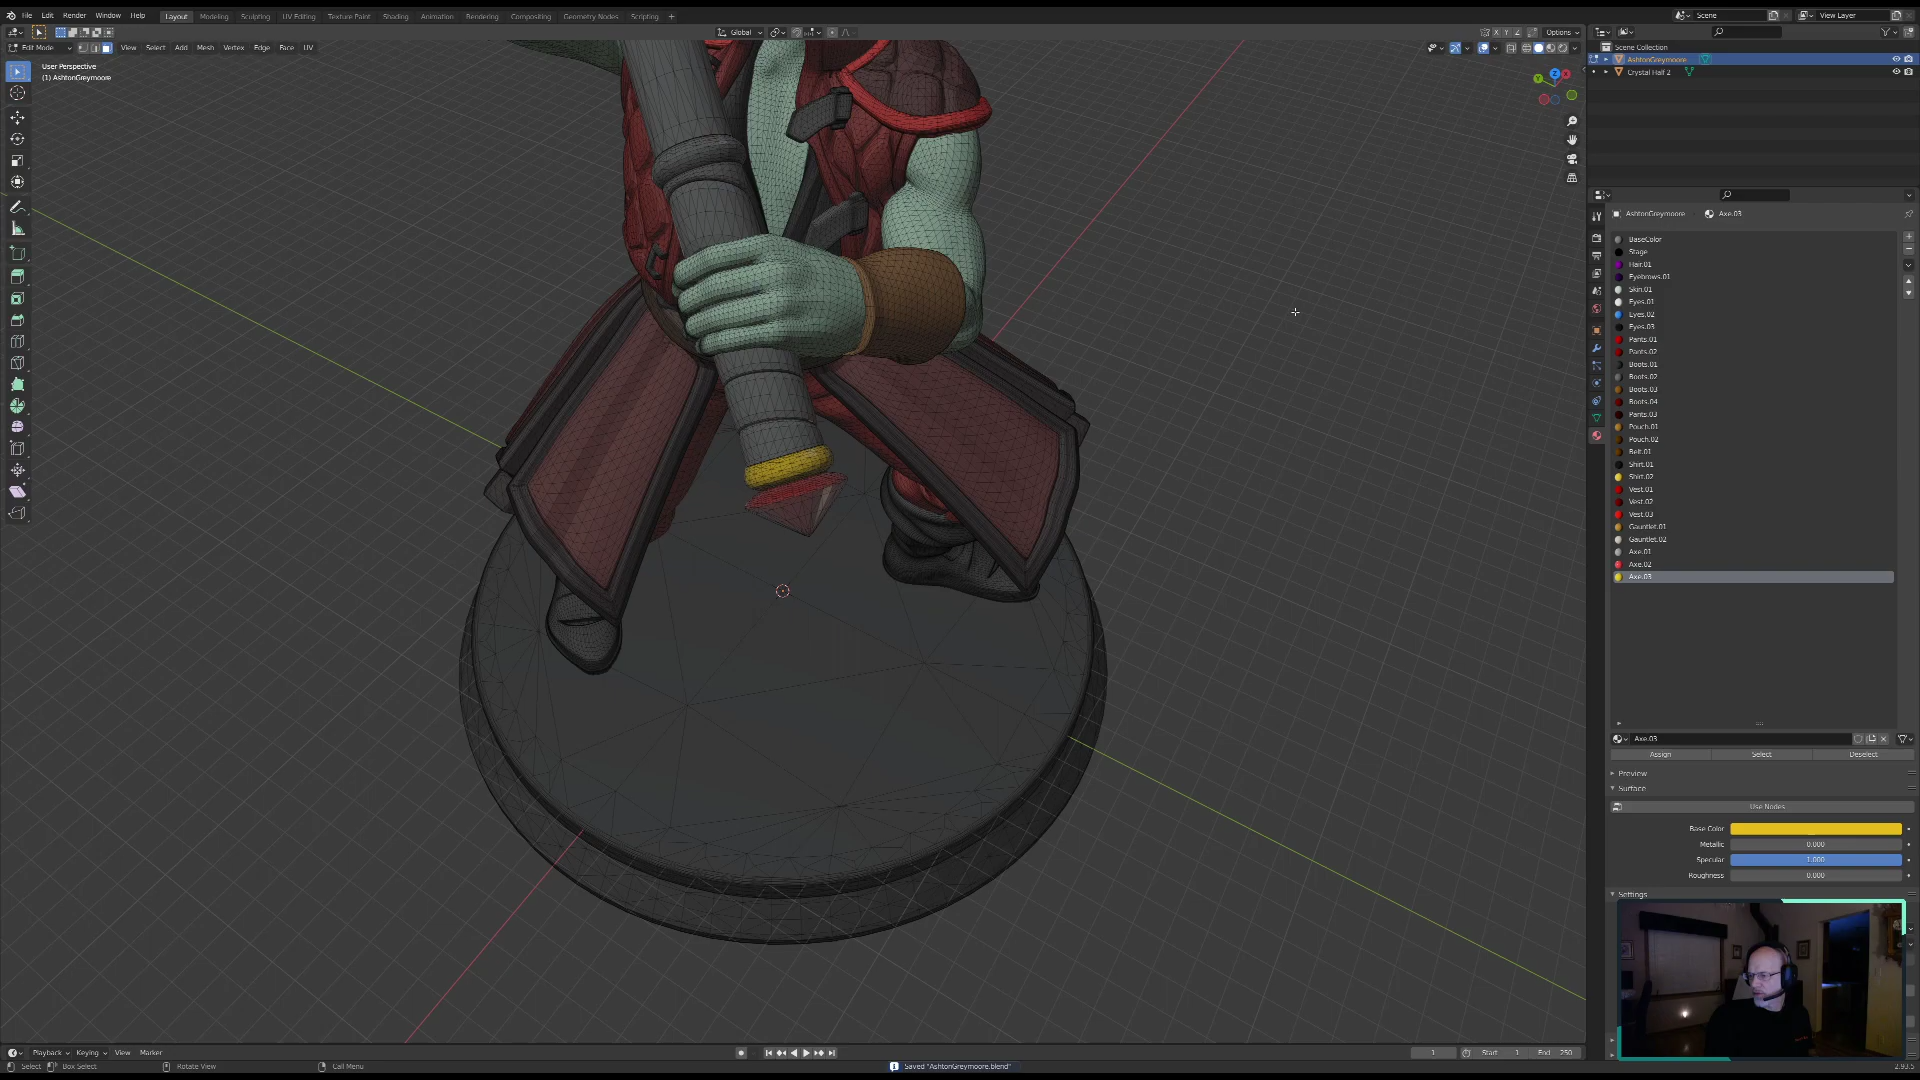 File Edit Render Window Help Layout Modeling Sculpting UV Editing Texture Paint Shading Animation Rendering Compositing Geometry Nodes Scripting + Scene View Layer
Global Options
Edit Mode View Select Add Mesh Vertex Edge Face UV
User Perspective
(1) AshtonGreymoore
Scene Collection
AshtonGreymoore
Crystal Half 2
AshtonGreymoore Axe.03
BaseColor
Stage
Hair.01
Eyebrows.01
Skin.01
Eyes.01
Eyes.02
Eyes.03
Pants.01
Pants.02
Boots.01
Boots.02
Boots.03
Boots.04
Pants.03
Pouch.01
Pouch.02
Belt.01
Shirt.01
Shirt.02
Vest.01
Vest.02
Vest.03
Gauntlet.01
Gauntlet.02
Axe.01
Axe.02
Axe.03
Axe.03
Assign Select Deselect
Preview
Surface
Use Nodes
Base Color
Metallic 0.000
Specular 1.000
Roughness 0.000
Settings
Playback Keying View Marker 1 Start 1 End 250
Select Box Select Rotate View Call Menu Saved "AshtonGreymoore.blend" 2.93.5